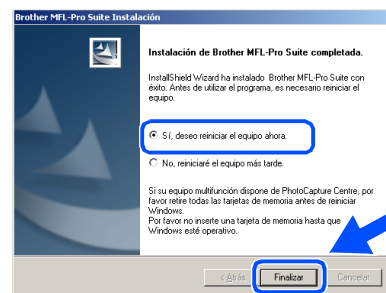 Brother MFL-Pro Suite Instalación
Instalación de Brother MFL-Pro Suite completada.
InstallShield Wizard ha instalado Brother MFL-Pro Suite con
éxito. Antes de utilizar el programa, es necesario reiniciar el
equipo.
Sí, deseo reiniciar el equipo ahora.
No, reiniciaré el equipo más tarde.
Si su equipo multifunción dispone de PhotoCapture Centre, por
favor retire todas las tarjetas de memoria antes de reiniciar
Windows.
Por favor no inserte una tarjeta de memoria hasta que
Windows esté operativo.
< Atrás Finalizar Cancelar